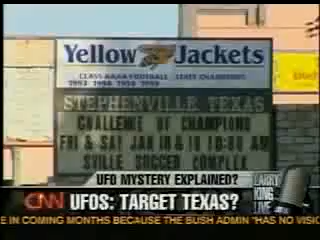 Yellow Jackets
CLASS AAAA FOOTBALL STATE CHAMPIONS
1993 1994 1998 1999
STEPHENVILLE, TEXAS
CHALLENGE OF CHAMPIONS
FRI & SAT JAN 18 & 19 10:00 AM
SVILLE SOCCER COMPLEX
UFO MYSTERY EXPLAINED?
LARRY
KING
LIVE
CNN UFOS: TARGET TEXAS?
E IN COMING MONTHS BECAUSE THE BUSH ADMIN "HAS NO VISIO